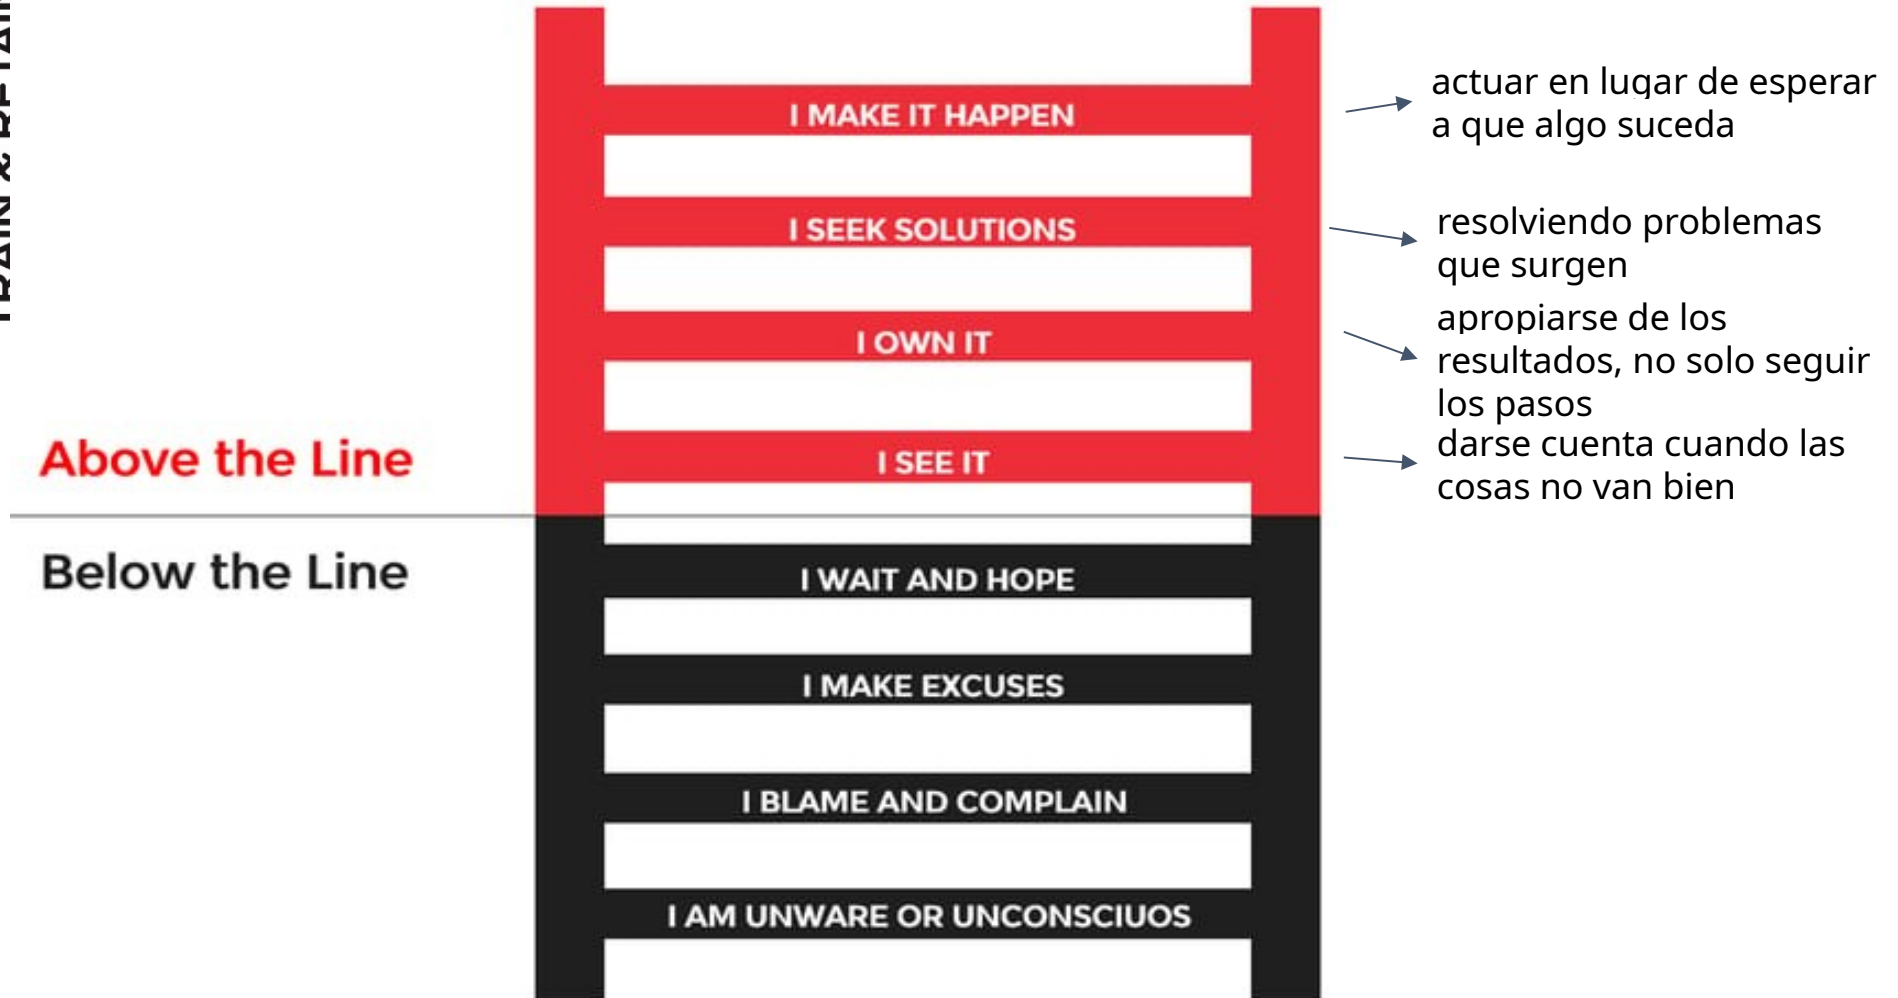 I MAKE IT HAPPEN
actuar en lugar de esperar
a que algo suceda
I SEEK SOLUTIONS
resolviendo problemas
que surgen
I OWN IT
apropiarse de los
resultados, no solo seguir
los pasos
Above the Line
I SEE IT
darse cuenta cuando las
cosas no van bien
Below the Line
I WAIT AND HOPE
I MAKE EXCUSES
I BLAME AND COMPLAIN
I AM UNWARE OR UNCONSCIUOS